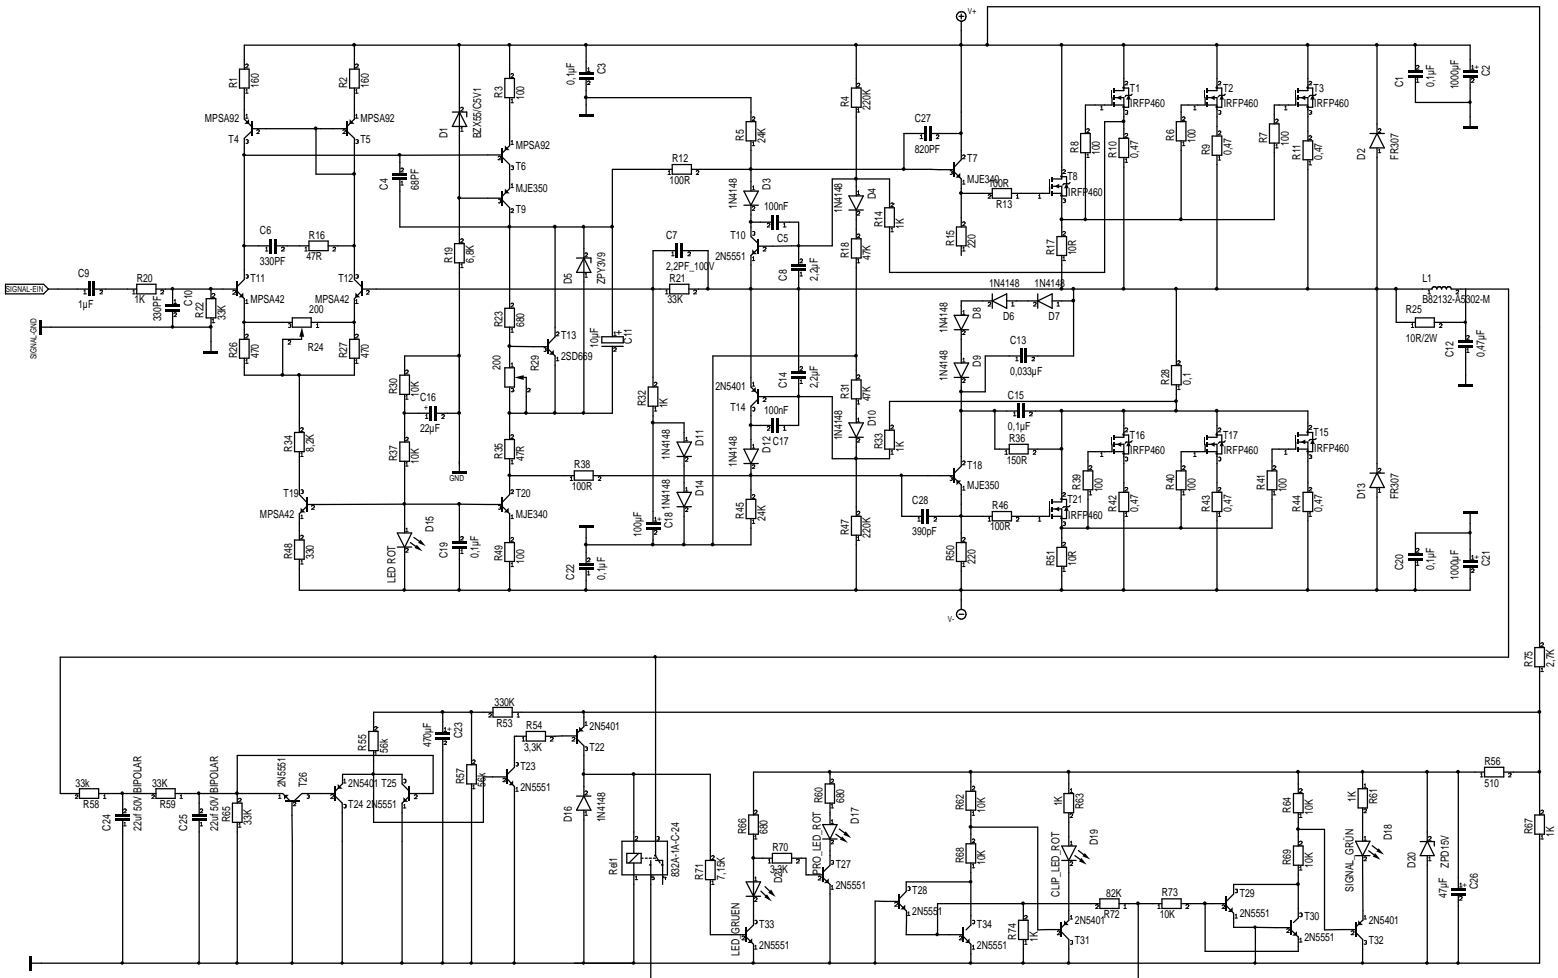 V+
R1 160
R2 160
R3 100
C3 0,1µF
R4 220K
R5 24K
C27 820PF
T1 IRFP460
T2 IRFP460
T3 IRFP460
C1 0,1µF
C2 1000µF
MPSA92 T4
MPSA92 T5
D1 BZX55/C5V1
MPSA92 T6
MJE350 T9
C4 68PF
R12 100R
D3 1N4148
D4 1N4148
T7 MJE340
100R R13
T8 IRFP460
R8 100
R10 0,47
R6 100
R9 0,47
R7 100
R11 0,47
D2 FR307
C6 330PF
R16 47R
R19 6,8K
D5 ZPY3V9
C7 2,2PF_100V
R21 33K
T10 2N5551
100nF C5
C8 2,2µF
R18 47K
R14 1K
R15 220
R17 10R
SIGNAL-EIN
C9 1µF
R20 1K
C10 330PF
R22 33K
T11 MPSA42
T12 MPSA42
200 R24
SIGNAL-GND
R26 470
R27 470
R23 680
T13 2SD669
C11 10µF
200 R29
1N4148 D6
1N4148 D7
D8 1N4148
D9 1N4148
C13 0,033µF
L1 B82132-A5302-M
R25 10R/2W
C12 0,47µF
R28 0,1
R30 10K
C16 22µF
R32 1K
C14 2,2µF
2N5401 T14
100nF C17
R31 47K
D10 1N4148
R33 1K
C15 0,1µF
R36 150R
T16 IRFP460
T17 IRFP460
T15 IRFP460
R34 8,2K
R37 10K
R35 47R
GND
R38 100R
D11 1N4148
D14 1N4148
D12 1N4148
T18 MJE350
R39 100
R42 0,47
R40 100
R43 0,47
R41 100
R44 0,47
D13 FR307
T19 MPSA42
T20 MJE340
R48 330
D15 LED ROT
C19 0,1µF
R49 100
C22 0,1µF
100µF C18
R45 24K
R47 220K
C28 390pF
R46 100R
T21 IRFP460
R50 220
R51 10R
C20 0,1µF
C21 1000µF
V-
R75 2,7K
330K R53
R54 3,3K
2N5401 T22
R55 56k
C23 470µF
R57 56k
T23 2N5551
33k R58
C24 22uf 50V BIPOLAR
33K R59
C25 22uf 50V BIPOLAR
R65 33K
2N5551 T26
2N5401 T24
T25 2N5551
D16 1N4148
Rel1 832A-1A-C-24
R71 7,15K
R66 680
LED_GRUEN
R70 3,3K
T33 2N5551
R60 680
D17 PRO_LED_ROT
T27 2N5551
R62 10K
R68 10K
T28 2N5551
T34 2N5551
R63 1K
D19 CLIP_LED_ROT
R74 1K
2N5401 T31
82K R72
R73 10K
T29 2N5551
T30 2N5551
R64 10K
R69 10K
R61 1K
D18 SIGNAL_GRÜN
2N5401 T32
D20 ZPD15V
47µF C26
R56 510
R67 1K